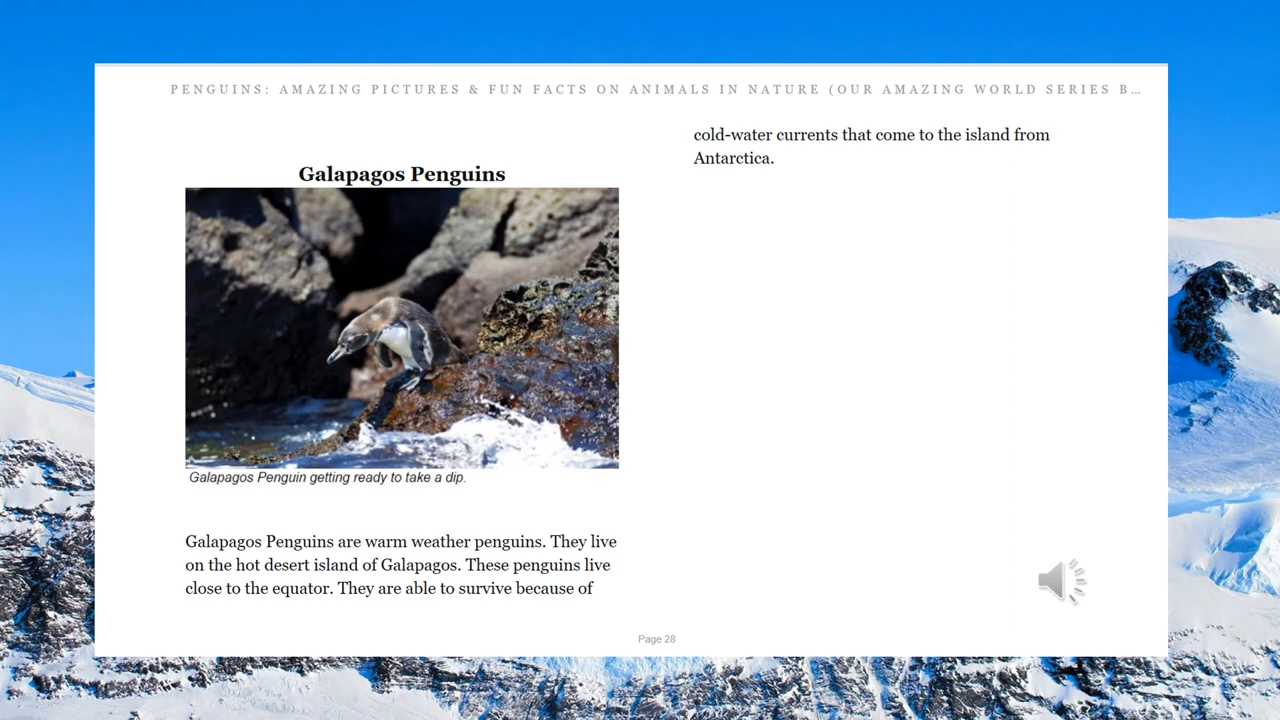 PENGUINS: AMAZING PICTURES & FUN FACTS ON ANIMALS IN NATURE (OUR AMAZING WORLD SERIES B…
Galapagos Penguins
Galapagos Penguin getting ready to take a dip.
Galapagos Penguins are warm weather penguins. They live
on the hot desert island of Galapagos. These penguins live
close to the equator. They are able to survive because of
cold-water currents that come to the island from
Antarctica.
Page 28